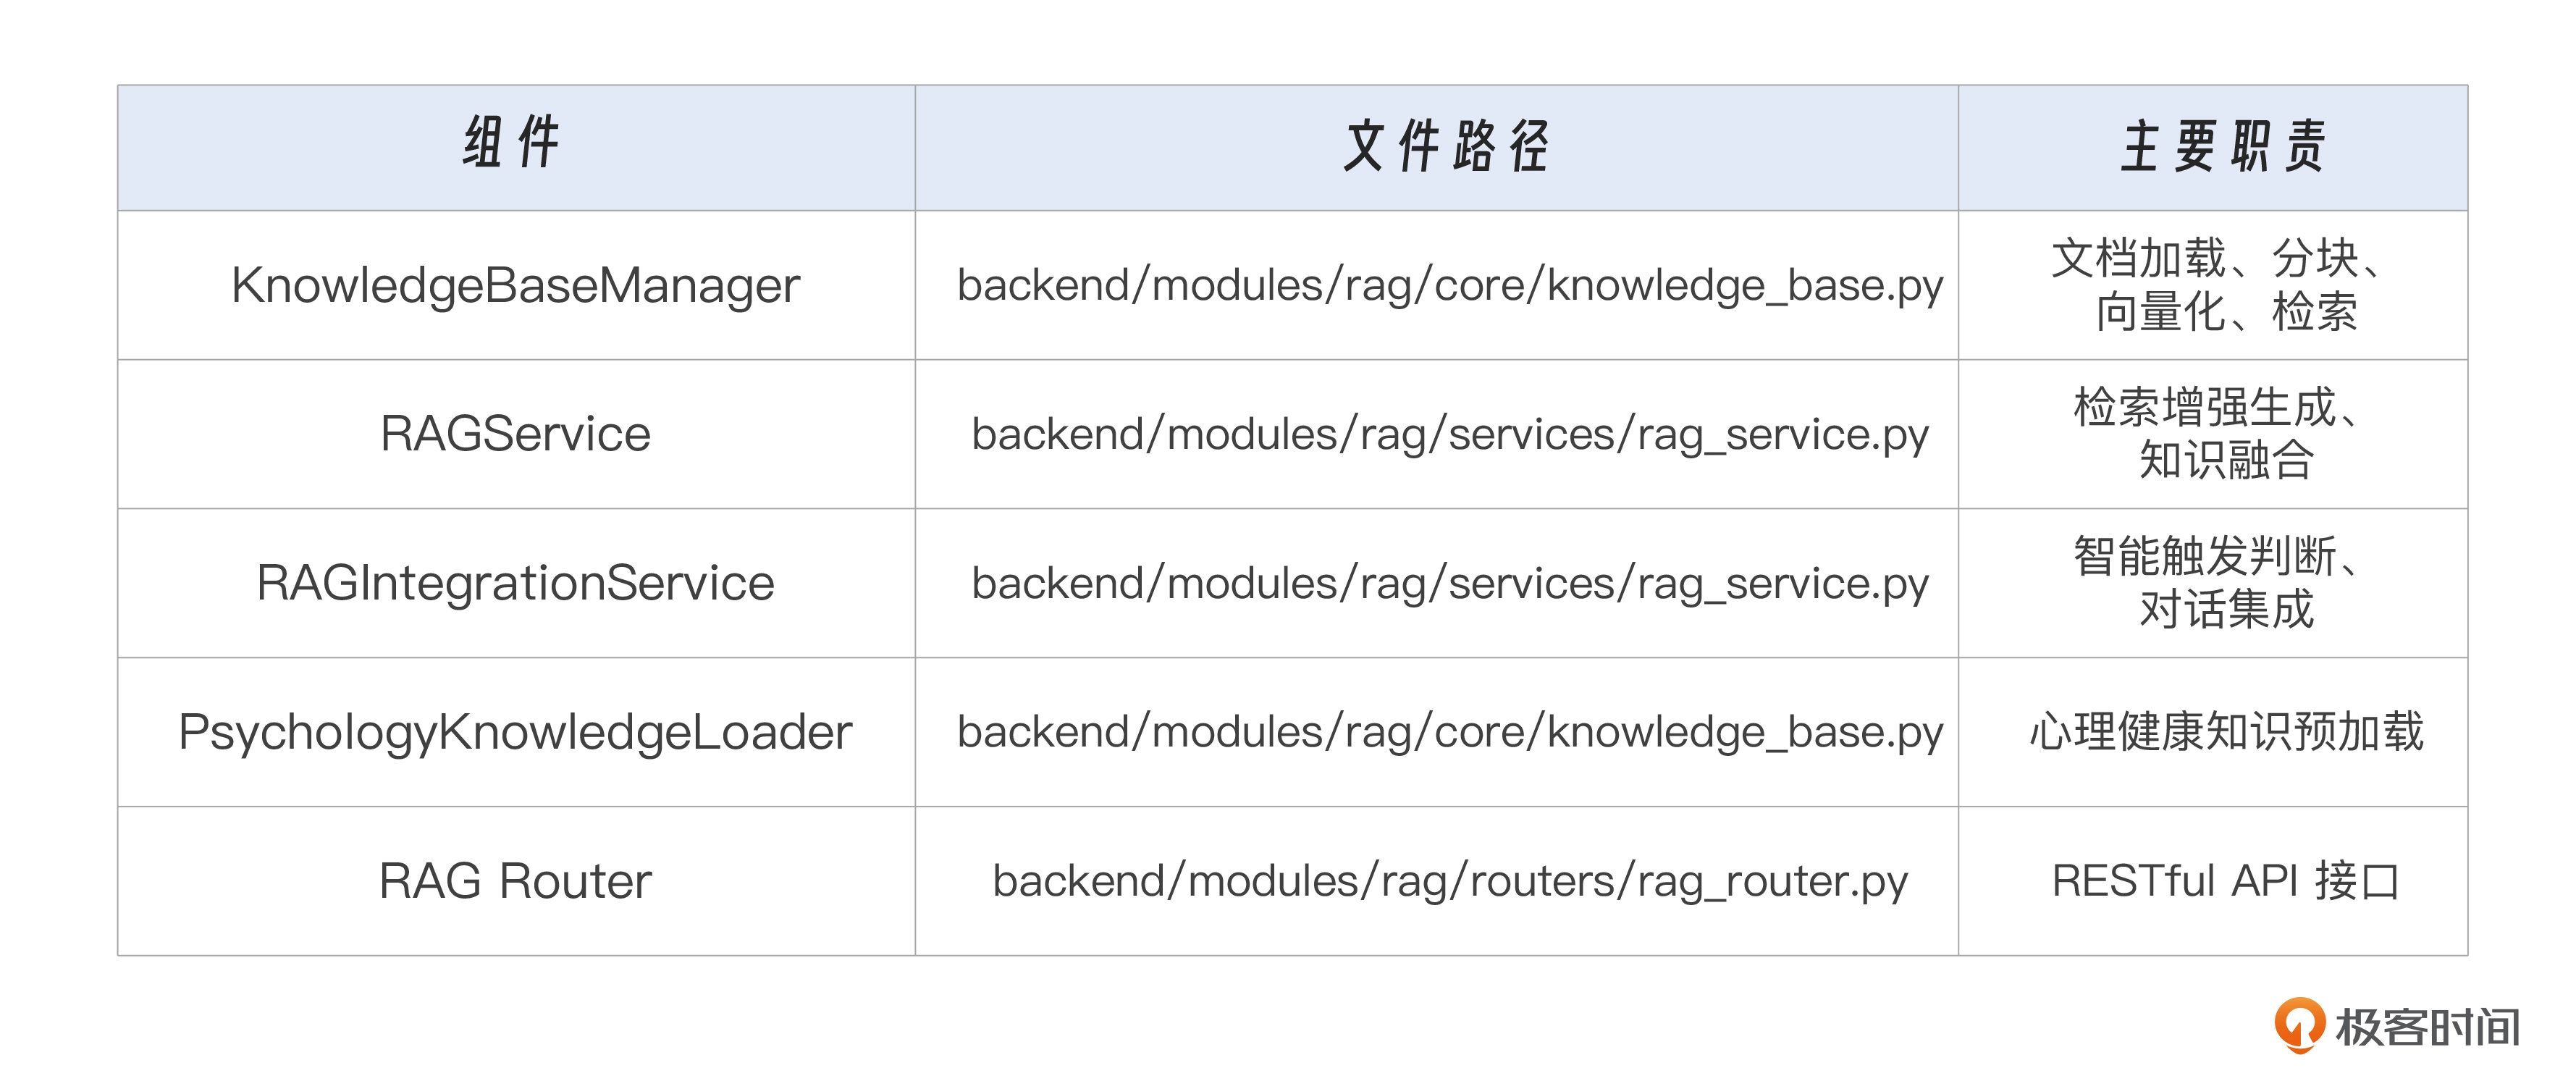 组件 文件路径 主要职责
KnowledgeBaseManager backend/modules/rag/core/knowledge_base.py 文档加载、分块、
向量化、检索
RAGService backend/modules/rag/services/rag_service.py 检索增强生成、
知识融合
RAGIntegrationService backend/modules/rag/services/rag_service.py 智能触发判断、
对话集成
PsychologyKnowledgeLoader backend/modules/rag/core/knowledge_base.py 心理健康知识预加载
RAG Router backend/modules/rag/routers/rag_router.py RESTful API 接口
极客时间